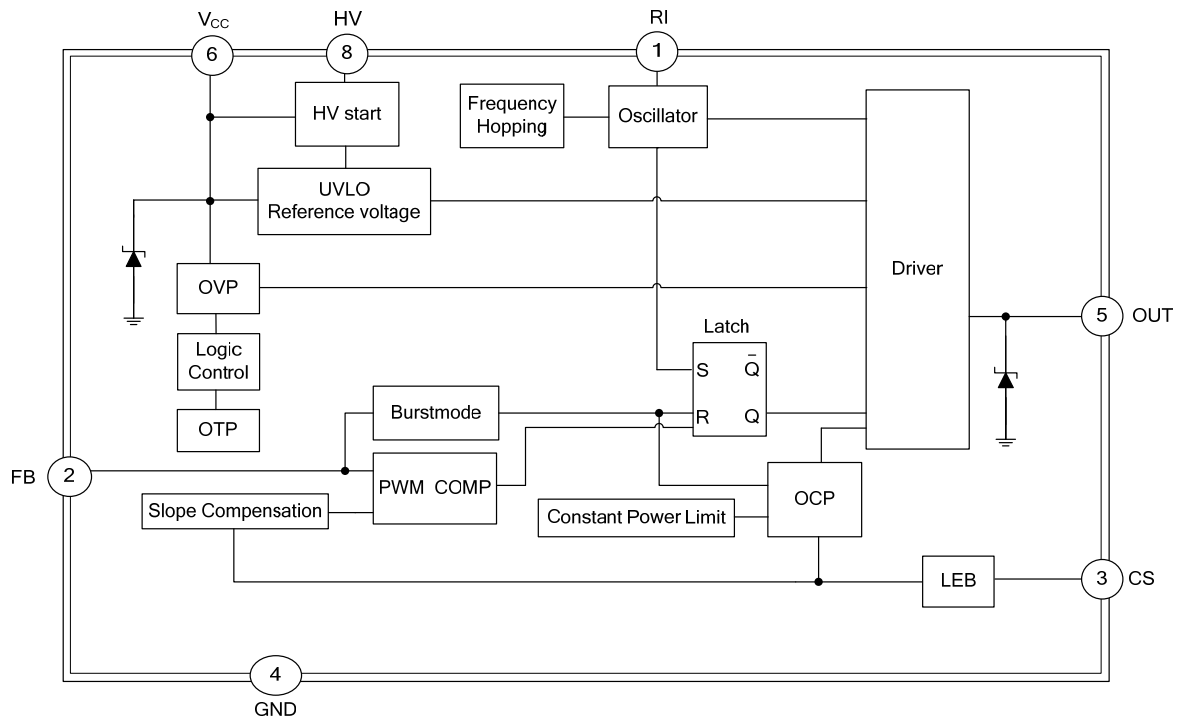 VCC
HV
RI
6
8
1
HV start
Frequency
Hopping
Oscillator
UVLO
Reference voltage
Driver
OVP
5
OUT
Latch
Logic
Control
S
Q̅
Burstmode
R
Q
OTP
FB
2
PWM COMP
Slope Compensation
Constant Power Limit
OCP
LEB
3
CS
4
GND